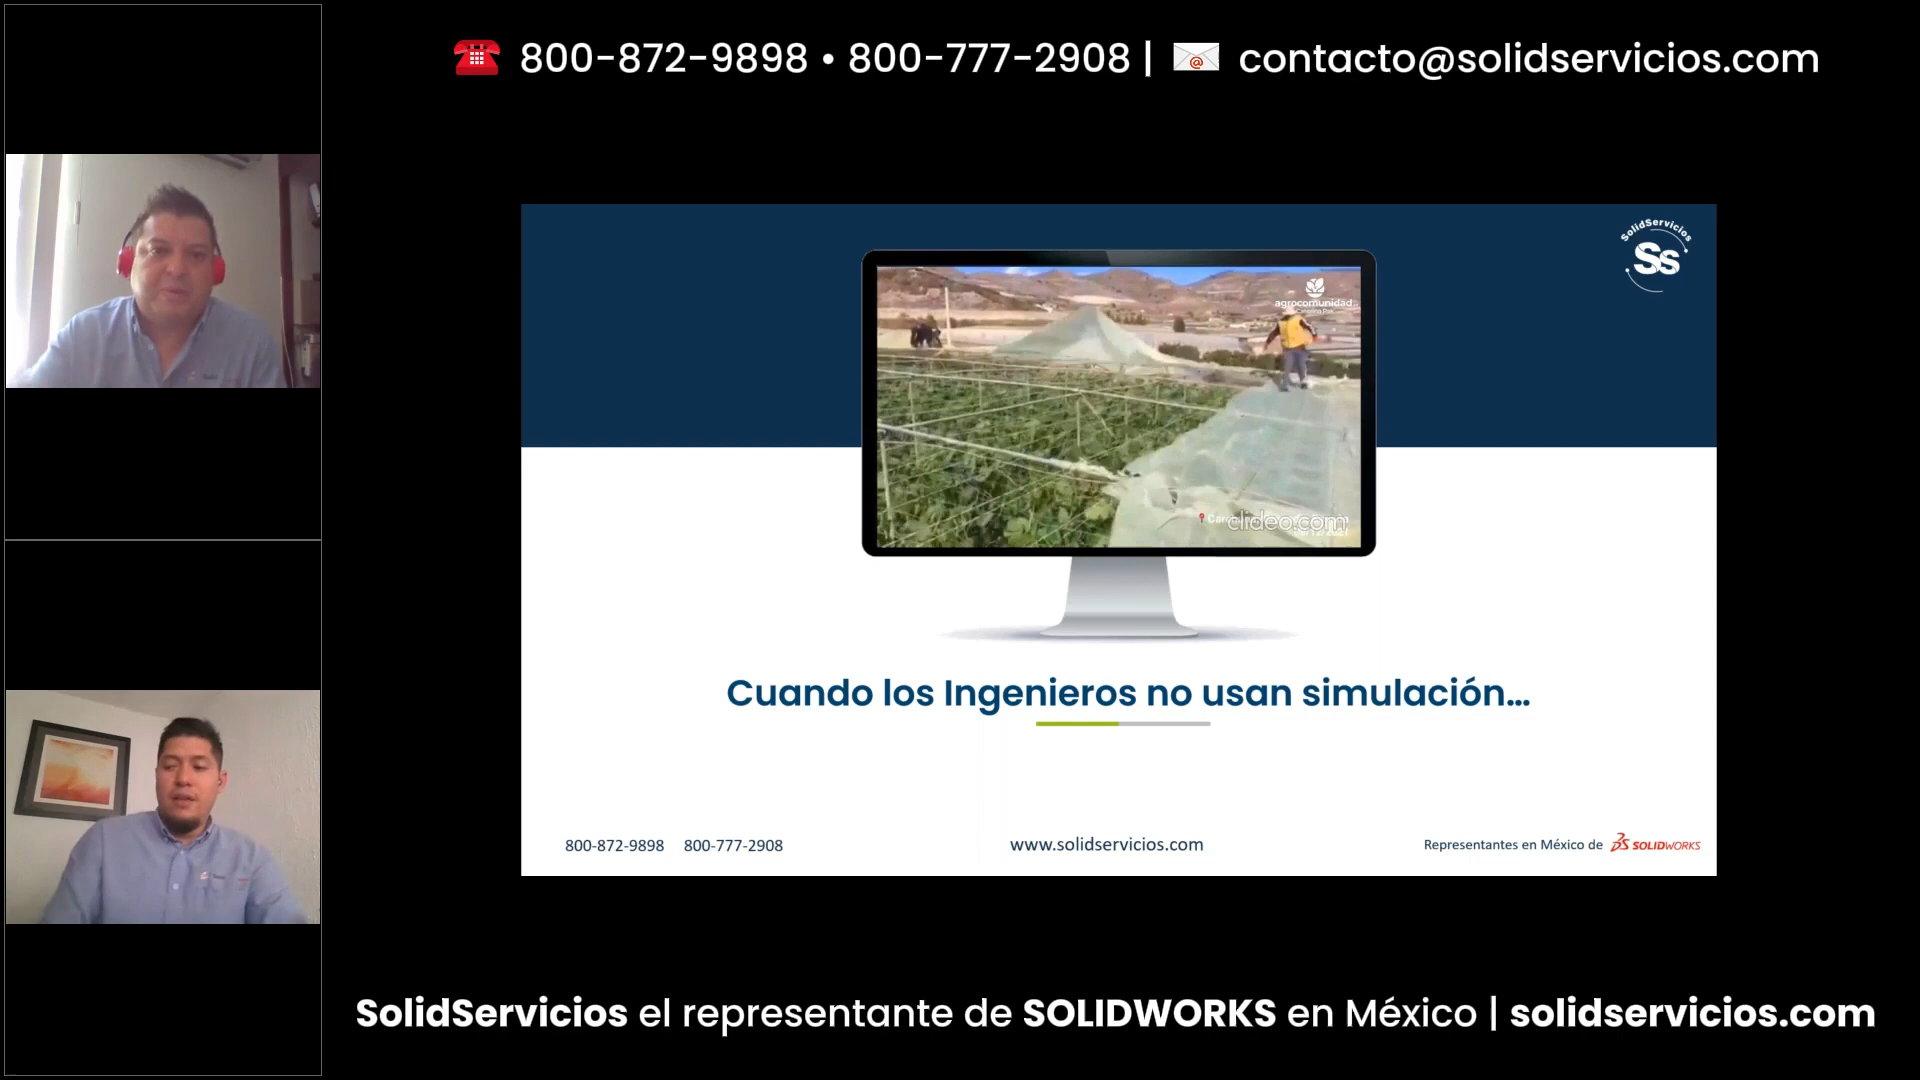 800-872-9898 • 800-777-2908 | contacto@solidservicios.com
SolidServicios
Ss
agrocomunidad
clideo.com
Cuando los Ingenieros no usan simulación...
800-872-9898 800-777-2908
www.solidservicios.com
Representantes en México de SOLIDWORKS
SolidServicios el representante de SOLIDWORKS en México | solidservicios.com